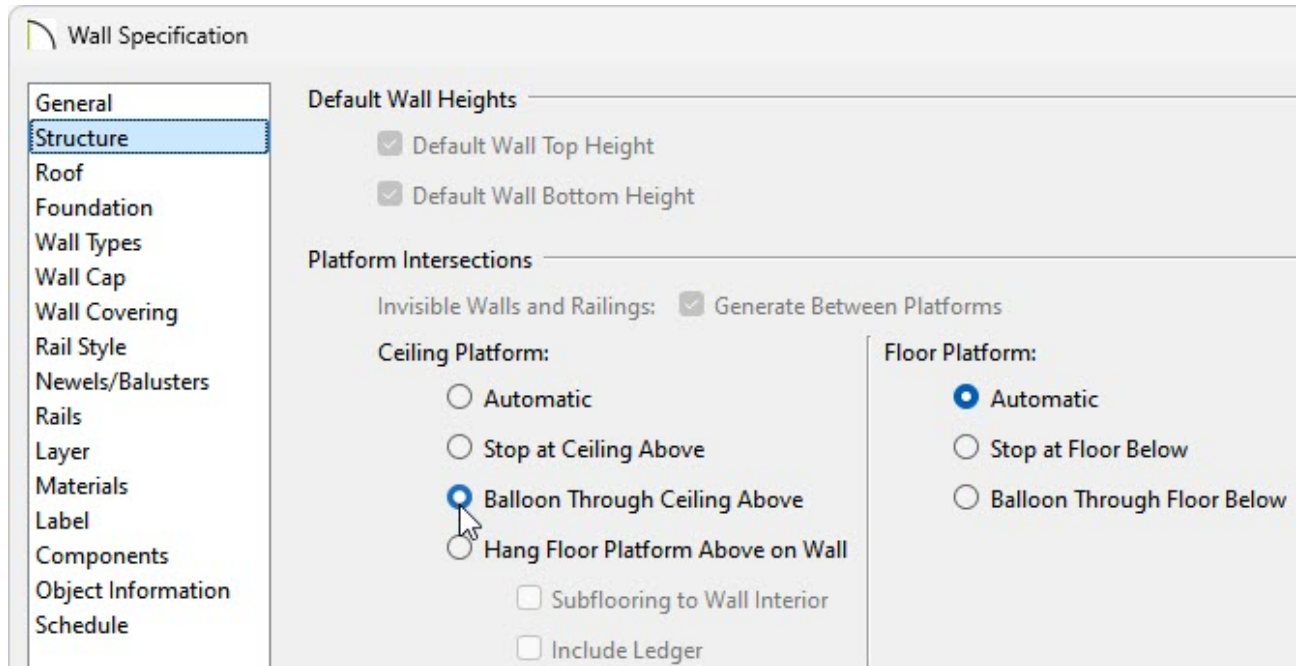 Wall Specification
General
Structure
Roof
Foundation
Wall Types
Wall Cap
Wall Covering
Rail Style
Newels/Balusters
Rails
Layer
Materials
Label
Components
Object Information
Schedule
Default Wall Heights
Default Wall Top Height
Default Wall Bottom Height
Platform Intersections
Invisible Walls and Railings: Generate Between Platforms
Ceiling Platform:
Automatic
Stop at Ceiling Above
Balloon Through Ceiling Above
Hang Floor Platform Above on Wall
Subflooring to Wall Interior
Include Ledger
Floor Platform:
Automatic
Stop at Floor Below
Balloon Through Floor Below